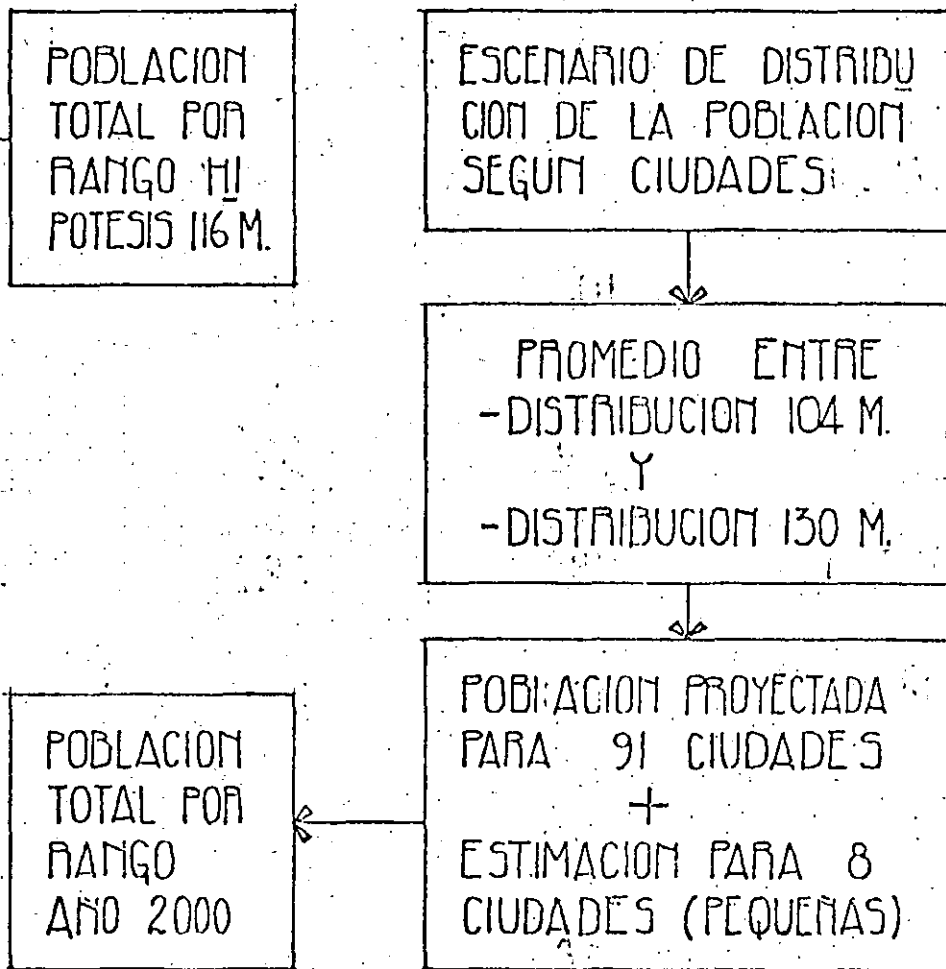 POBLACION
TOTAL POR
RANGO HI
POTESIS 116 M.
ESCENARIO DE DISTRIBU
CION DE LA POBLACION
SEGUN CIUDADES
PROMEDIO ENTRE
-DISTRIBUCION 104 M.
Y
-DISTRIBUCION 130 M.
POBLACION PROYECTADA
PARA 91 CIUDADES
+
ESTIMACION PARA 8
CIUDADES (PEQUEÑAS)
POBLACION
TOTAL POR
RANGO
AÑO 2000